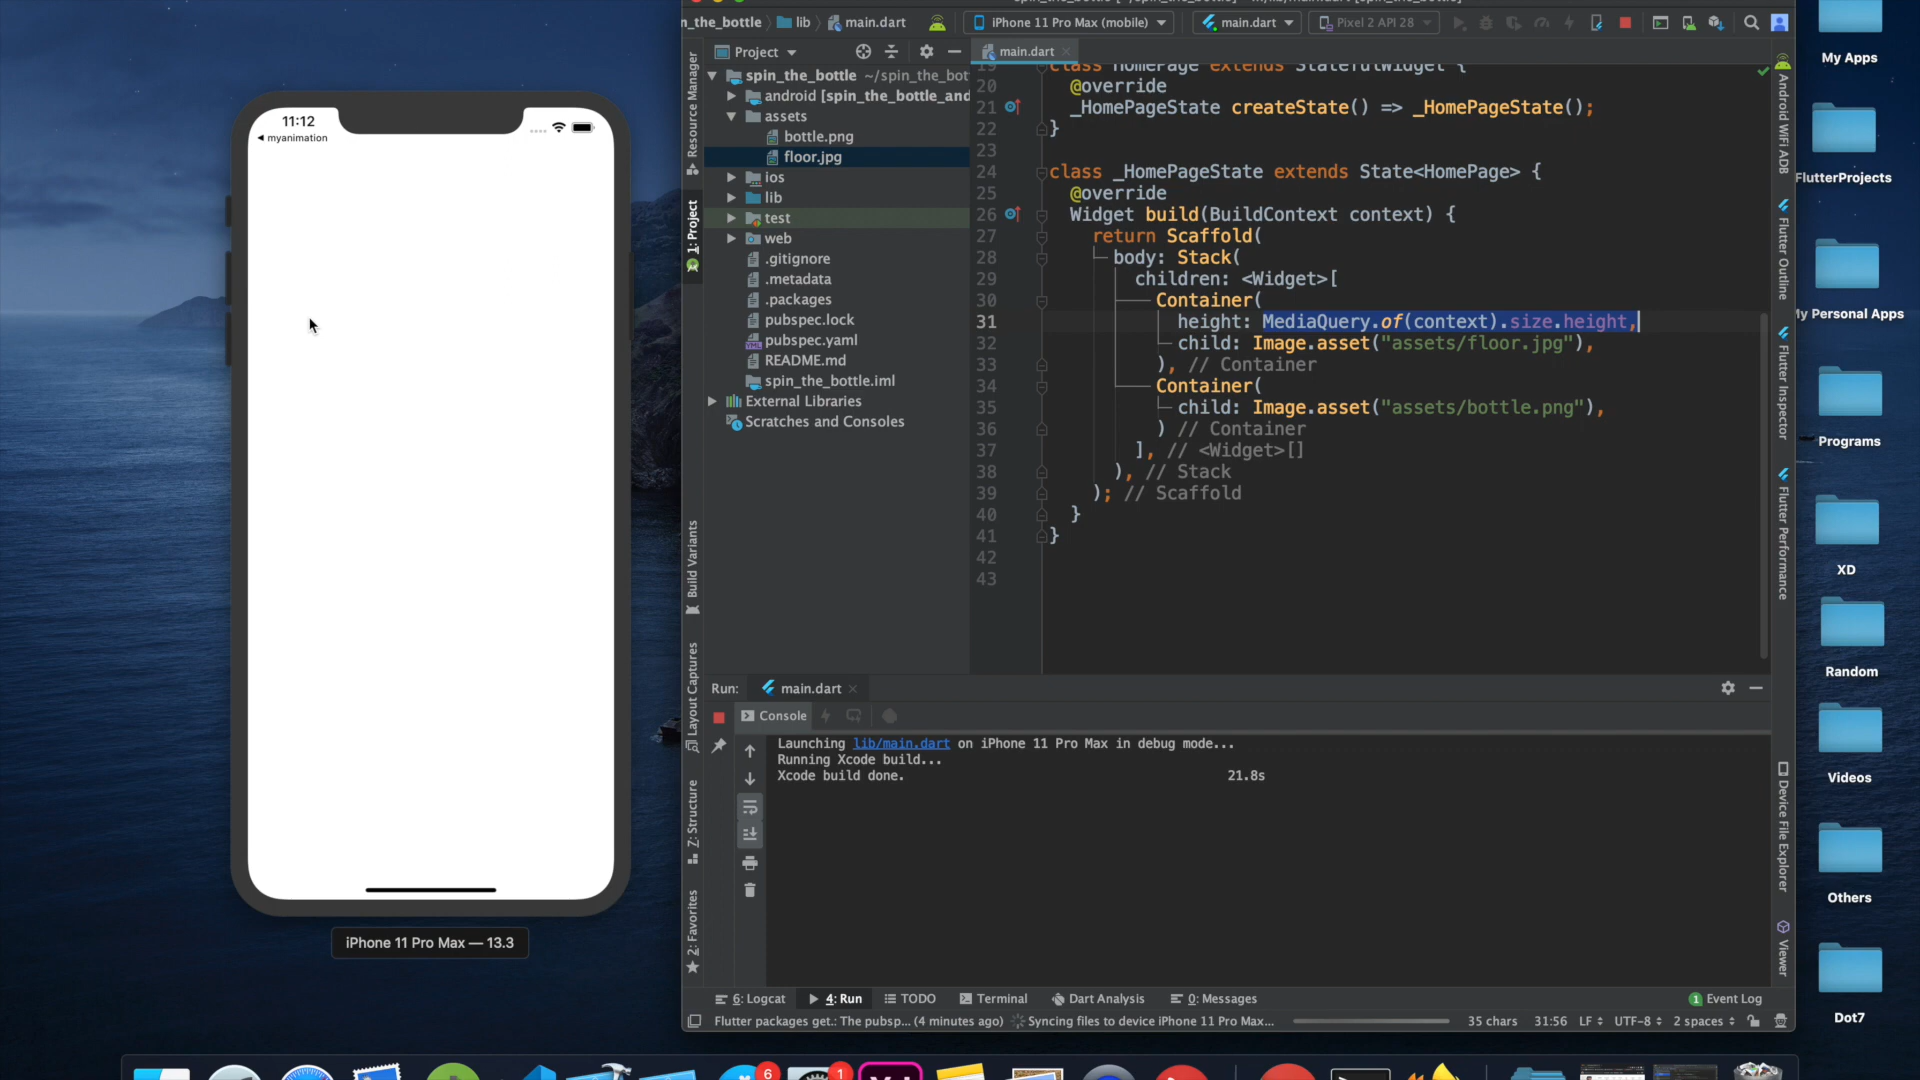 n_the_bottle
lib
main.dart
iPhone 11 Pro Max (mobile)
main.dart
Pixel 2 API 28
11:12
myanimation
iPhone 11 Pro Max — 13.3
Resource Manager
1: Project
Build Variants
Layout Captures
Z: Structure
2: Favorites
Project
spin_the_bottle ~/spin_the_bot
android [spin_the_bottle_and
assets
bottle.png
floor.jpg
ios
lib
test
web
.gitignore
.metadata
.packages
pubspec.lock
pubspec.yaml
README.md
spin_the_bottle.iml
External Libraries
Scratches and Consoles
main.dart
19 class HomePage extends StatefulWidget {
20 @override
21 _HomePageState createState() => _HomePageState();
22 }
23
24 class _HomePageState extends State<HomePage> {
25 @override
26 Widget build(BuildContext context) {
27 return Scaffold(
28 body: Stack(
29 children: <Widget>[
30 Container(
31 height: MediaQuery.of(context).size.height,
32 child: Image.asset("assets/floor.jpg"),
33 ), // Container
34 Container(
35 child: Image.asset("assets/bottle.png"),
36 ) // Container
37 ], // <Widget>[]
38 ), // Stack
39 ); // Scaffold
40 }
41 }
42
43
Android WiFi ADB
Flutter Outline
Flutter Inspector
Flutter Performance
Device File Explorer
Viewer
Run:
main.dart
Console
Launching lib/main.dart on iPhone 11 Pro Max in debug mode...
Running Xcode build...
Xcode build done. 21.8s
6: Logcat
4: Run
TODO
Terminal
Dart Analysis
0: Messages
1 Event Log
Flutter packages get.: The pubsp... (4 minutes ago)
Syncing files to device iPhone 11 Pro Max...
35 chars
31:56
LF
UTF-8
2 spaces
My Apps
FlutterProjects
My Personal Apps
Programs
XD
Random
Videos
Others
Dot7
6
1